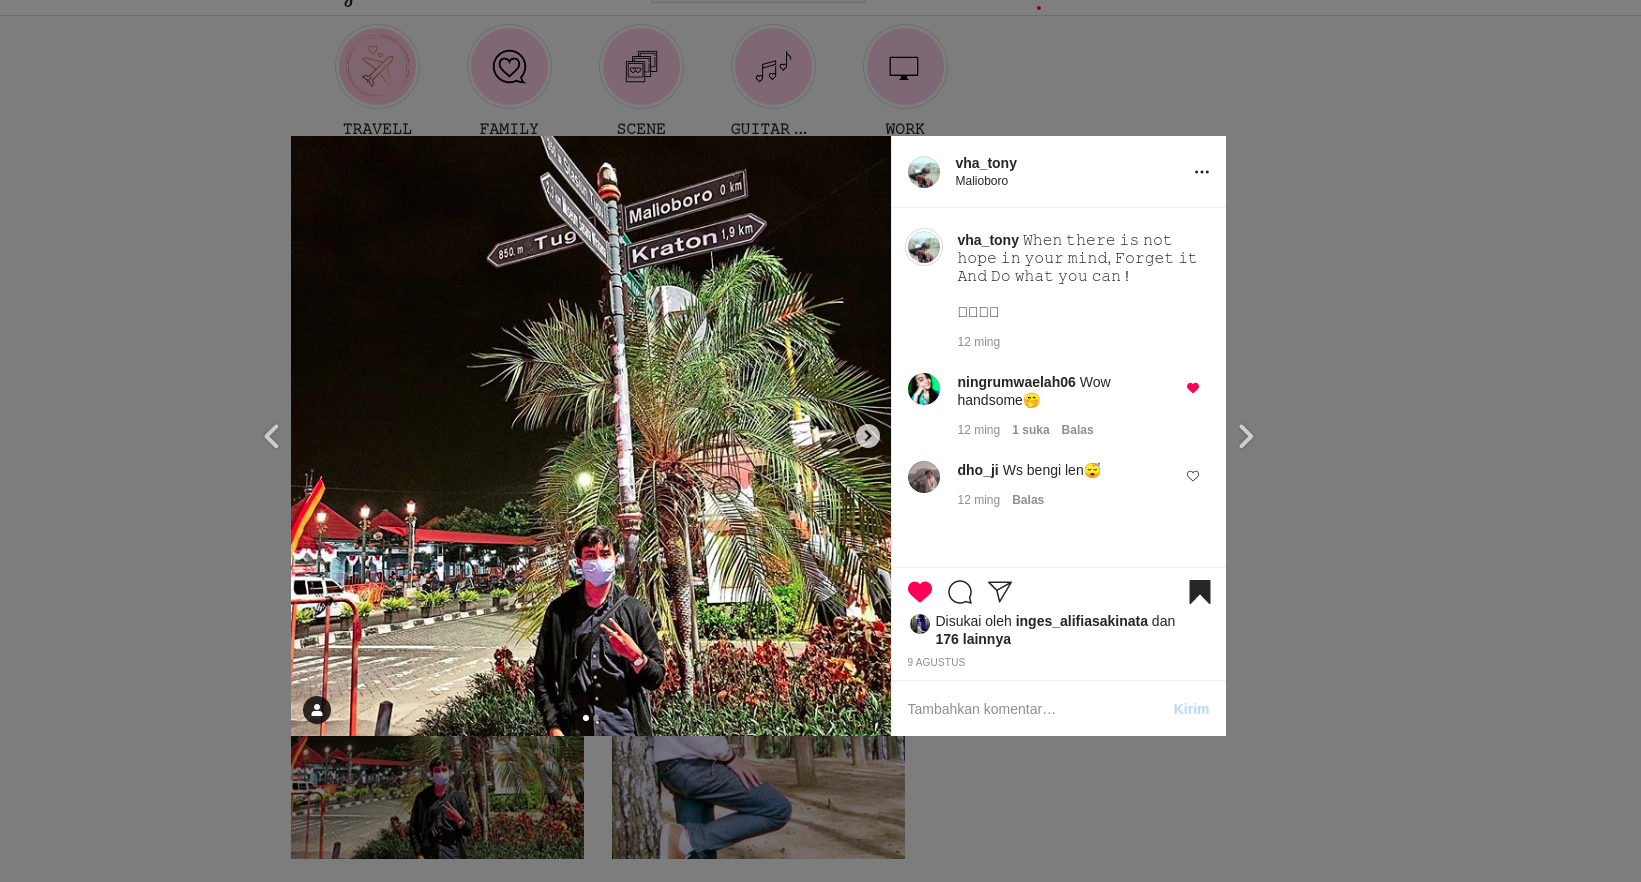 TRAVELL
FAMILY
SCENE
GUITAR ...
WORK
Malioboro 0 km
850. m Tug
Kraton 1,9 km
vha_tony
Malioboro
vha_tony When there is not
hope in your mind, Forget it
And Do what you can !
12 ming
ningrumwaelah06 Wow
handsome🤭
12 ming 1 suka Balas
dho_ji Ws bengi len😴
12 ming Balas
Disukai oleh inges_alifiasakinata dan
176 lainnya
9 AGUSTUS
Tambahkan komentar…
Kirim